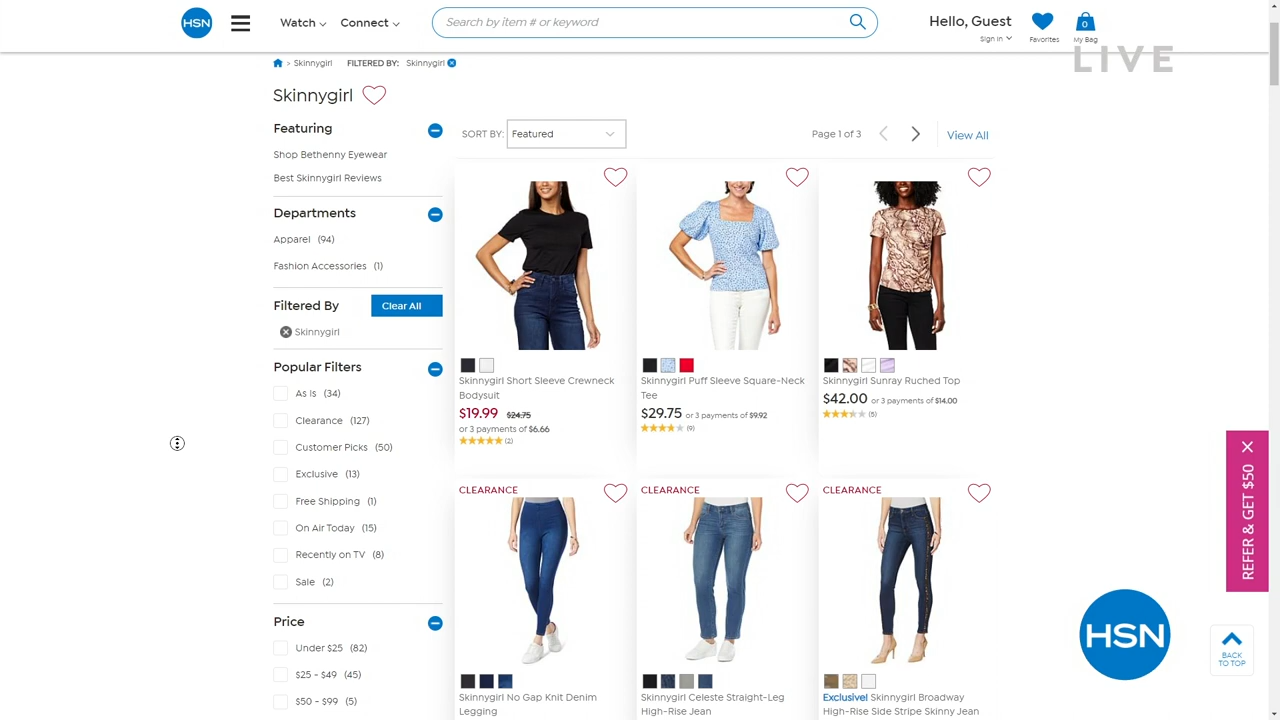 HSN
Watch
Connect
Search by item # or keyword
Hello, Guest
Sign In
Favorites
0
My Bag
LIVE
> Skinnygirl FILTERED BY: Skinnygirl
Skinnygirl
Featuring
Shop Bethenny Eyewear
Best Skinnygirl Reviews
Departments
Apparel (94)
Fashion Accessories (1)
Filtered By
Clear All
Skinnygirl
Popular Filters
As Is (34)
Clearance (127)
Customer Picks (50)
Exclusive (13)
Free Shipping (1)
On Air Today (15)
Recently on TV (8)
Sale (2)
Price
Under $25 (82)
$25 - $49 (45)
$50 - $99 (5)
SORT BY: Featured
Page 1 of 3
View All
Skinnygirl Short Sleeve Crewneck
Bodysuit
$19.99 $24.75
or 3 payments of $6.66
(2)
Skinnygirl Puff Sleeve Square-Neck
Tee
$29.75 or 3 payments of $9.92
(9)
Skinnygirl Sunray Ruched Top
$42.00 or 3 payments of $14.00
(5)
CLEARANCE
Skinnygirl No Gap Knit Denim
Legging
CLEARANCE
Skinnygirl Celeste Straight-Leg
High-Rise Jean
CLEARANCE
Exclusive! Skinnygirl Broadway
High-Rise Side Stripe Skinny Jean
REFER & GET $50
HSN
BACK
TO TOP